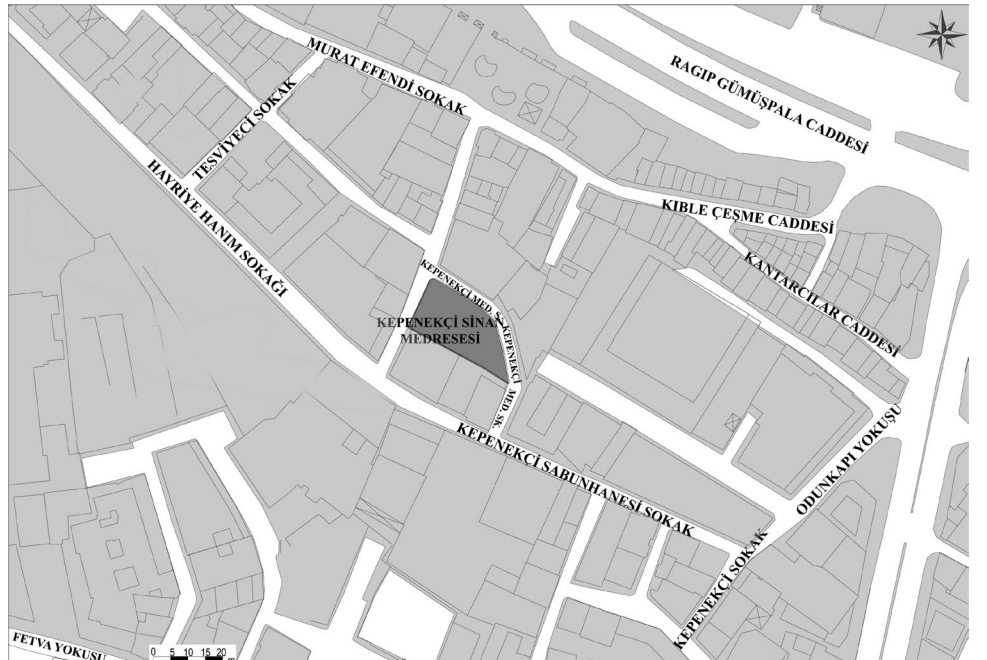 MURAT EFENDİ SOKAK
RAGIP GÜMÜŞPALA CADDESİ
TESVİYECİ SOKAK
HAYRİYE HANIM SOKAĞI
KIBLE ÇEŞME CADDESİ
KANTARCILAR CADDESİ
KEPENEKÇİ MED. S
KEPENEKÇİ SİNAN
MEDRESESİ
KEPENEKÇİ
MED. SK.
KEPENEKÇİ SABUNHANESİ SOKAK
ODUNKAPI YOKUŞU
KEPENEKÇİ SOKAK
FETVA YOKUŞU
0 5 10 15 20
m